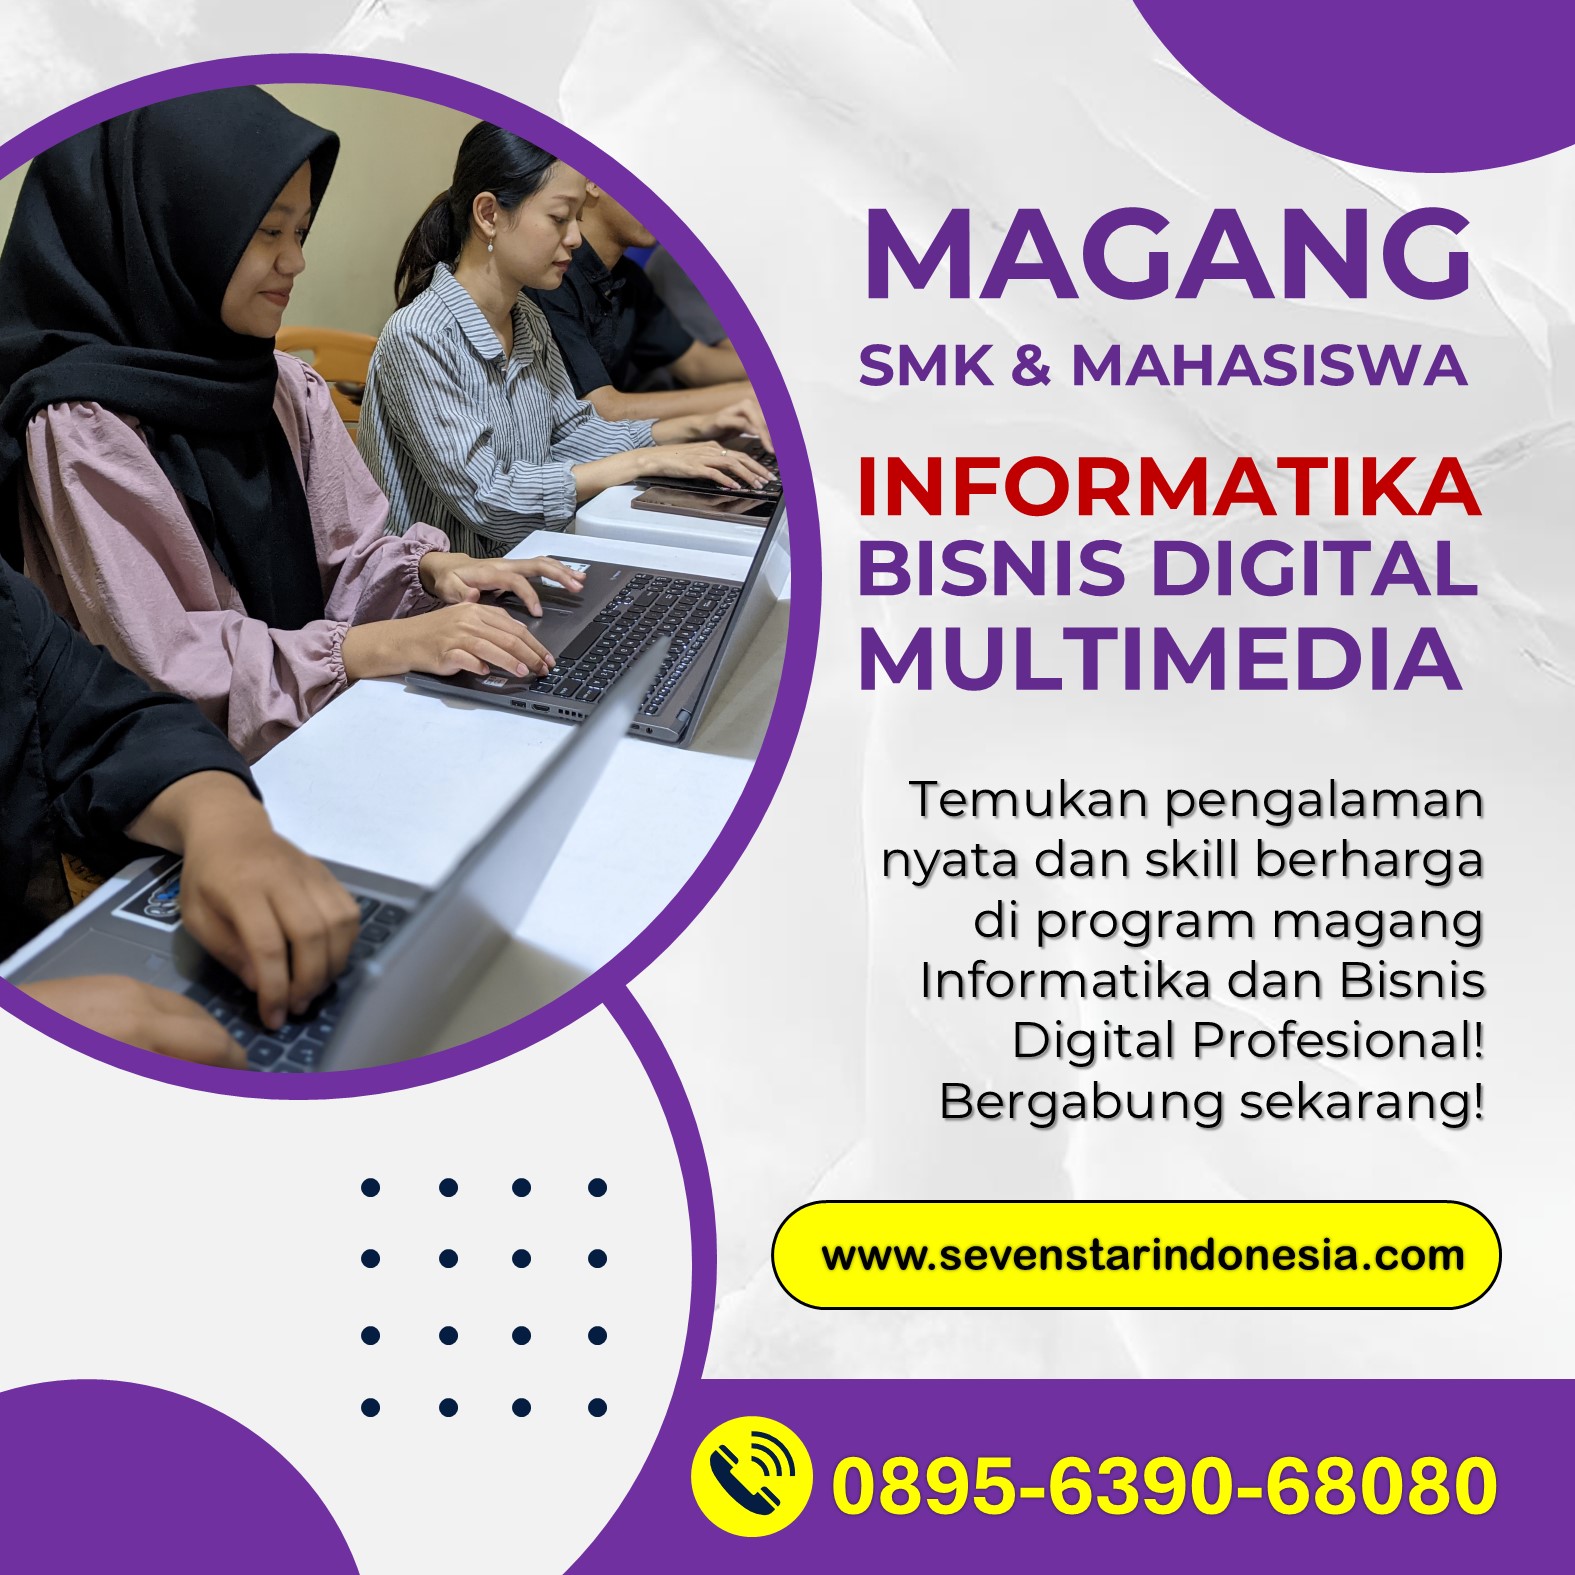 MAGANG
SMK & MAHASISWA
INFORMATIKA
BISNIS DIGITAL
MULTIMEDIA
Temukan pengalaman
nyata dan skill berharga
di program magang
Informatika dan Bisnis
Digital Profesional!
Bergabung sekarang!
www.sevenstarindonesia.com
0895-6390-68080